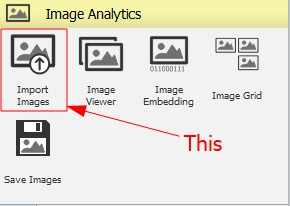 Image Analytics
Import Images
Image Viewer
011000111
Image Embedding
Image Grid
This
Save Images